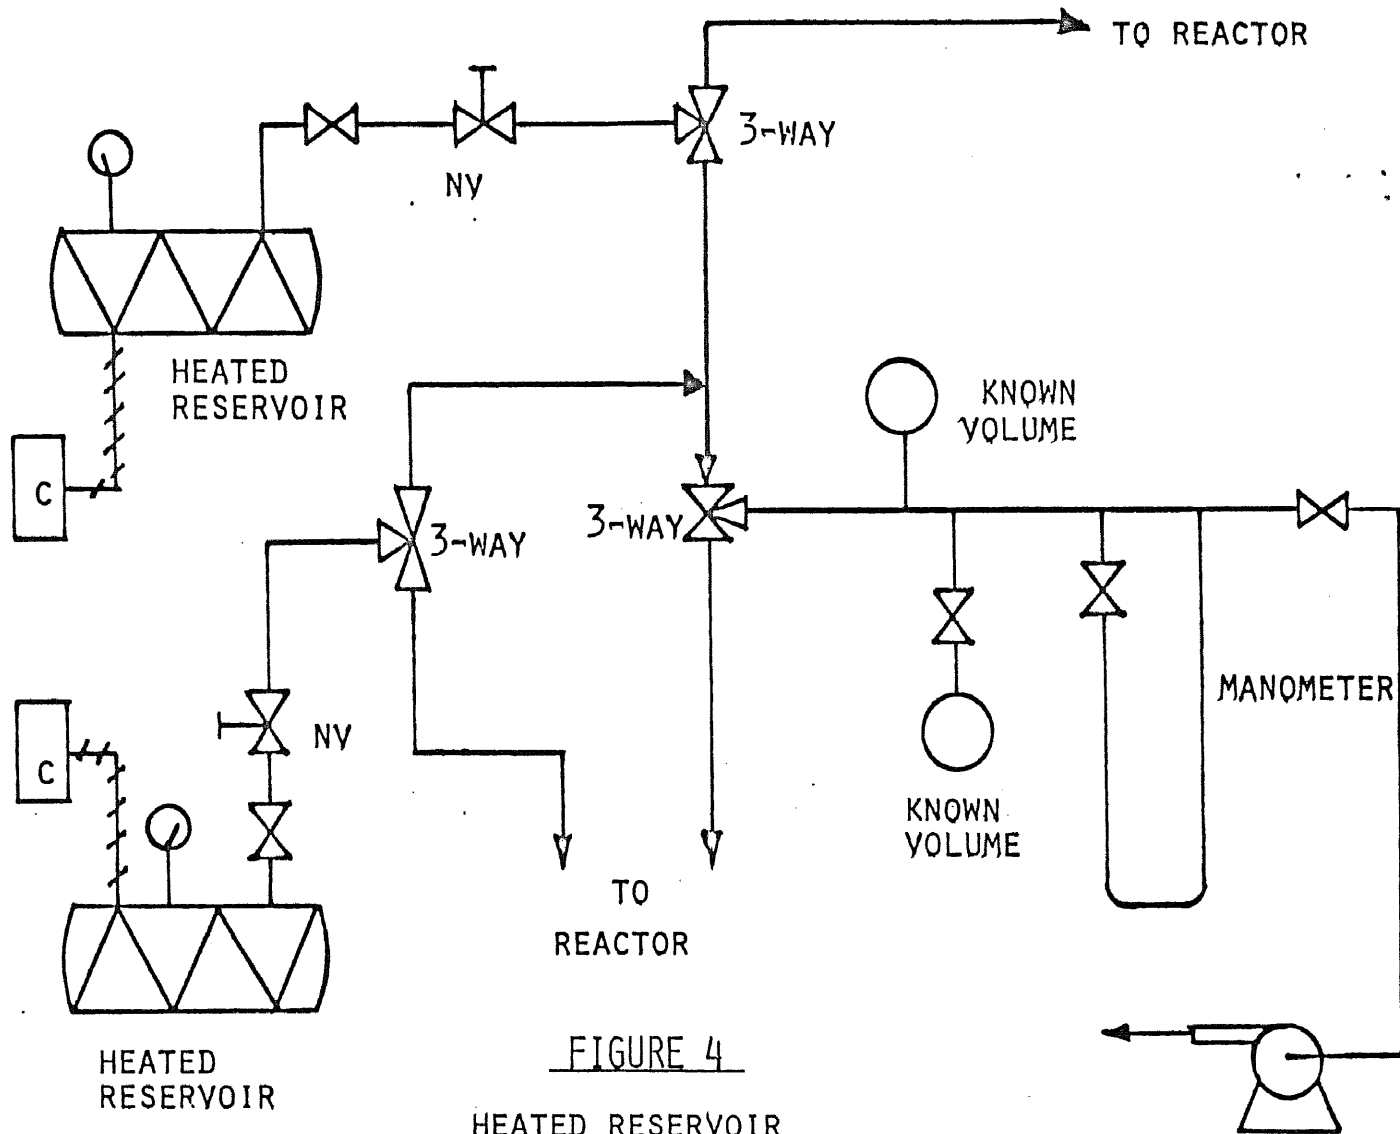 TO REACTOR
3-WAY
NV
HEATED
RESERVOIR
KNOWN
VOLUME
C
3-WAY
3-WAY
MANOMETER
C
NV
KNOWN
VOLUME
TO
REACTOR
HEATED
RESERVOIR
FIGURE 4
HEATED RESERVOIR